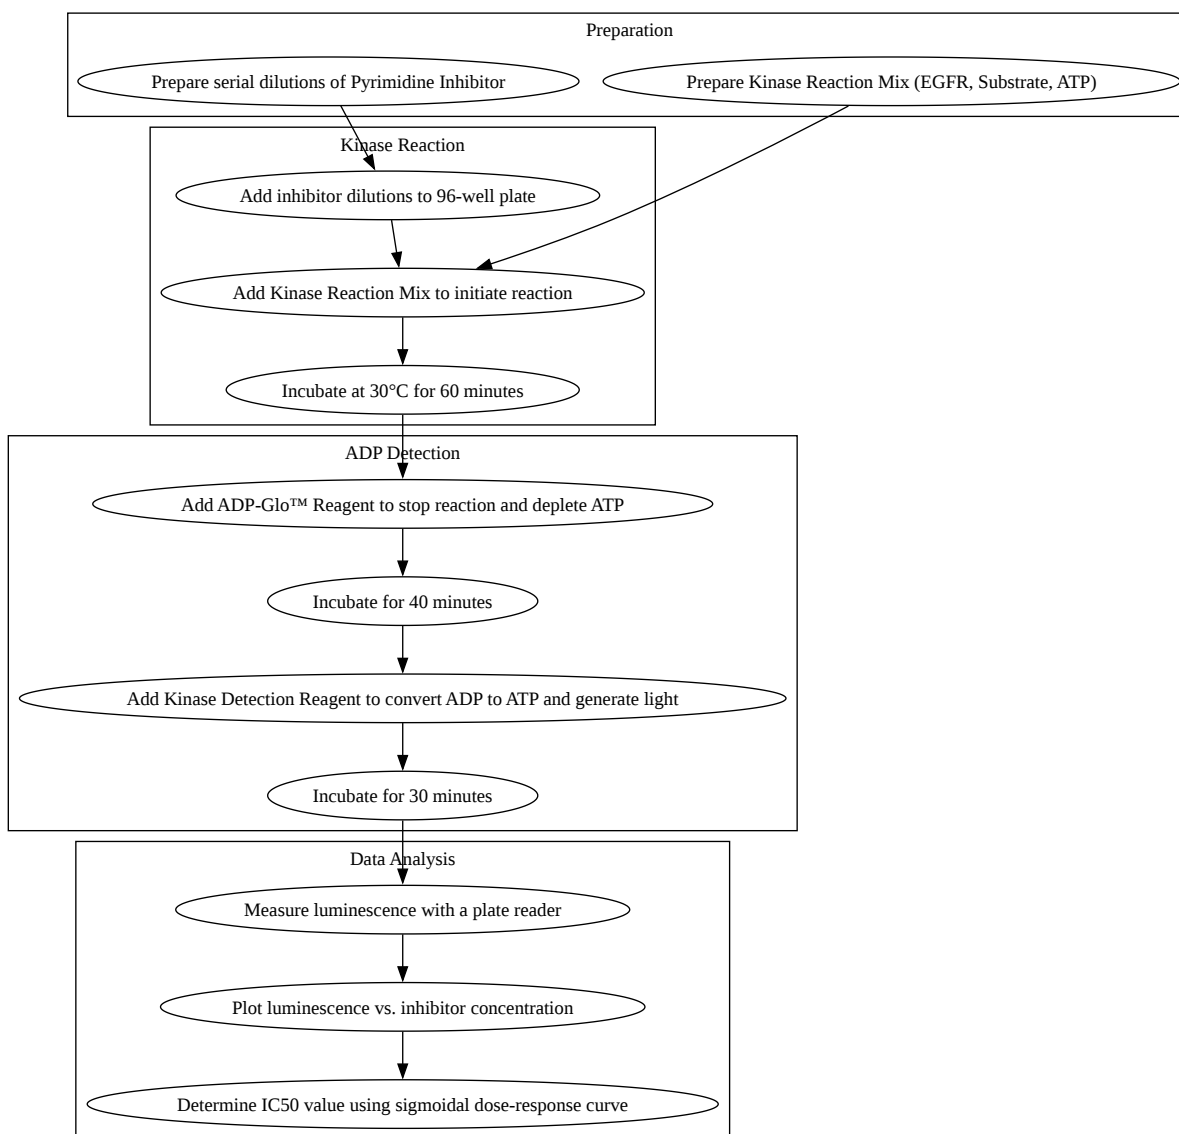 Preparation
Prepare serial dilutions of Pyrimidine Inhibitor
Prepare Kinase Reaction Mix (EGFR, Substrate, ATP)
Kinase Reaction
Add inhibitor dilutions to 96-well plate
Add Kinase Reaction Mix to initiate reaction
Incubate at 30°C for 60 minutes
ADP Detection
Add ADP-Glo™ Reagent to stop reaction and deplete ATP
Incubate for 40 minutes
Add Kinase Detection Reagent to convert ADP to ATP and generate light
Incubate for 30 minutes
Data Analysis
Measure luminescence with a plate reader
Plot luminescence vs. inhibitor concentration
Determine IC50 value using sigmoidal dose-response curve